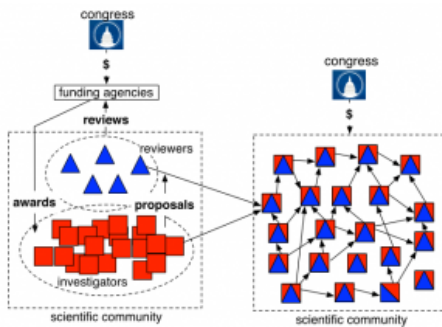 congress
$
funding agencies
reviews
reviewers
awards
proposals
investigators
scientific community
congress
$
scientific community